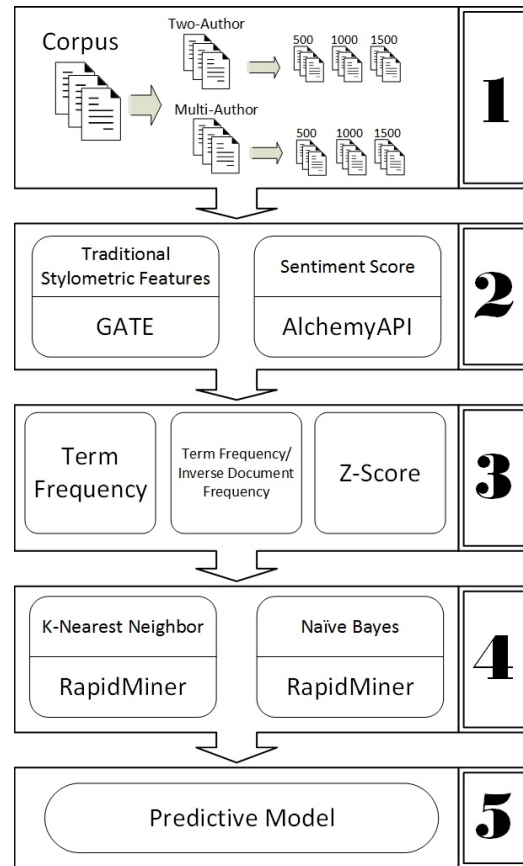 Corpus
Two-Author
500 1000 1500
Multi-Author
500 1000 1500
1
Traditional
Stylometric Features
GATE
Sentiment Score
AlchemyAPI
2
Term
Frequency
Term Frequency/
Inverse Document
Frequency
Z-Score
3
K-Nearest Neighbor
RapidMiner
Naïve Bayes
RapidMiner
4
Predictive Model
5